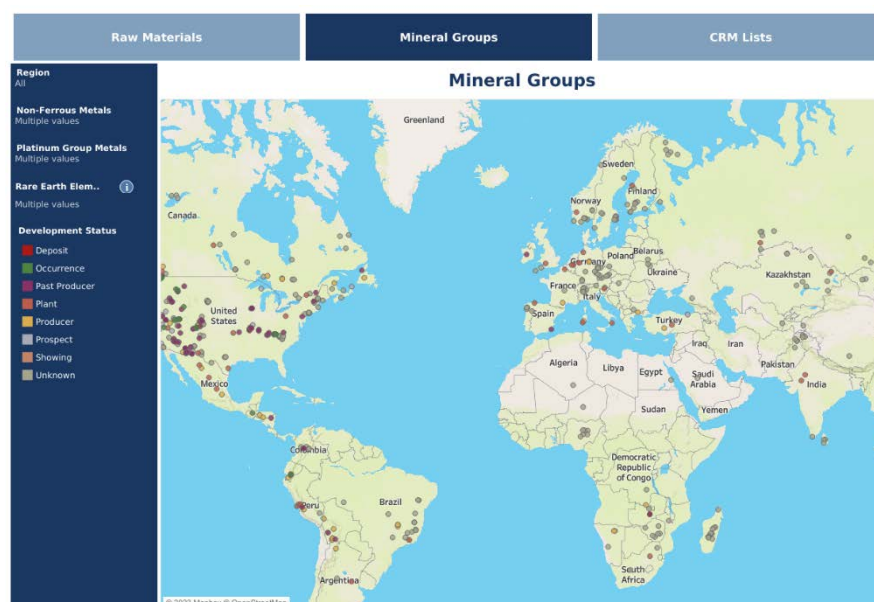 Raw Materials
Mineral Groups
CRM Lists
Region
All
Non-Ferrous Metals
Multiple values
Platinum Group Metals
Multiple values
Rare Earth Elem..
i
Multiple values
Development Status
Deposit
Occurrence
Past Producer
Plant
Producer
Prospect
Showing
Unknown
Mineral Groups
Greenland
Sweden
Finland
Norway
Canada
Belarus
Poland
Germany
Ukraine
Kazakhstan
France
Italy
United
States
Spain
Turkey
Iraq
Iran
Algeria
Libya
Egypt
Pakistan
Saudi
Arabia
India
Mexico
Sudan
Yemen
Colombia
Democratic
Republic
of Congo
Peru
Brazil
South
Africa
Argentina